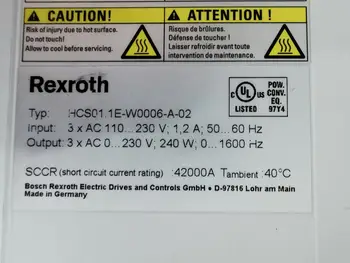 CAUTION!
Risk of injury due to hot surface.
Do not touch!
Allow to cool before servicing.
ATTENTION !
Risque de brûlures.
Défense de toucher !
Laisser refroidir avant toute
intervention.
Rexroth
C UL US
LISTED
POW.
CONV.
EQ.
97Y4
Typ: HCS01.1E-W0006-A-02
Input: 3 x AC 110...230 V; 1,2 A; 50...60 Hz
Output: 3 x AC 0...230 V; 240 W; 0...1600 Hz
SCCR (short circuit current rating) :42000A Tambient :40°C
Bosch Rexroth Electric Drives and Controls GmbH ● D-97816 Lohr am Main
Made in Germany